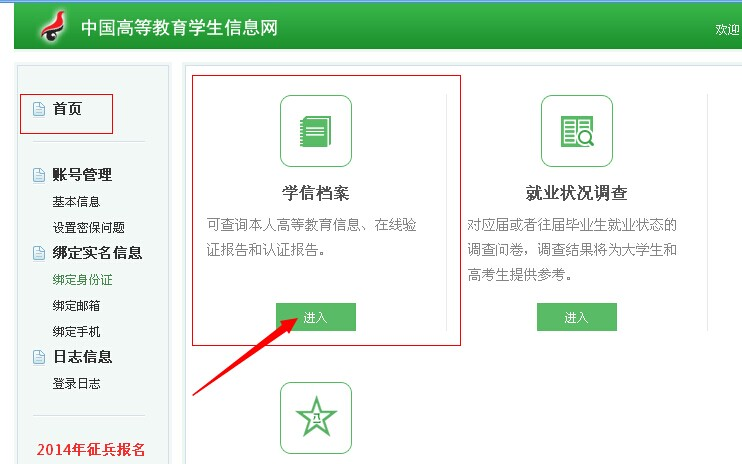 中国高等教育学生信息网
欢迎
首页
账号管理
基本信息
设置密保问题
绑定实名信息
绑定身份证
绑定邮箱
绑定手机
日志信息
登录日志
2014年征兵报名
学信档案
可查询本人高等教育信息、在线验
证报告和认证报告。
进入
就业状况调查
对应届或者往届毕业生就业状态的
调查问卷，调查结果将为大学生和
高考生提供参考。
进入
八一